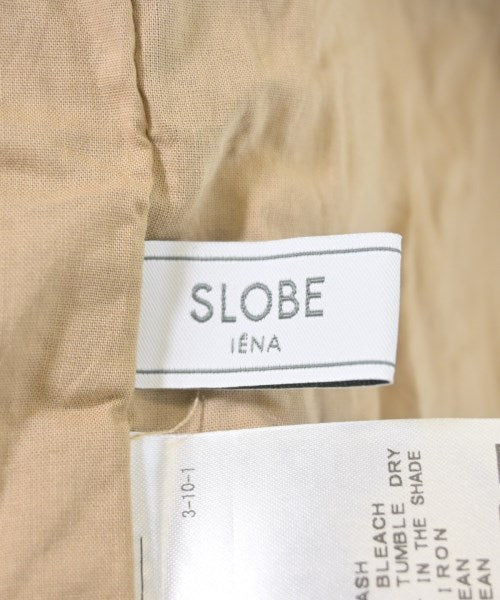 SLOBE
IÉNA
3-10-1
ASH
BLEACH
TUMBLE DRY
IN THE SHADE
IRON
EAN
EAN